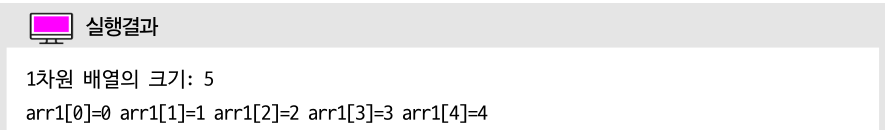 실행결과
1차원 배열의 크기: 5
arr1[0]=0 arr1[1]=1 arr1[2]=2 arr1[3]=3 arr1[4]=4